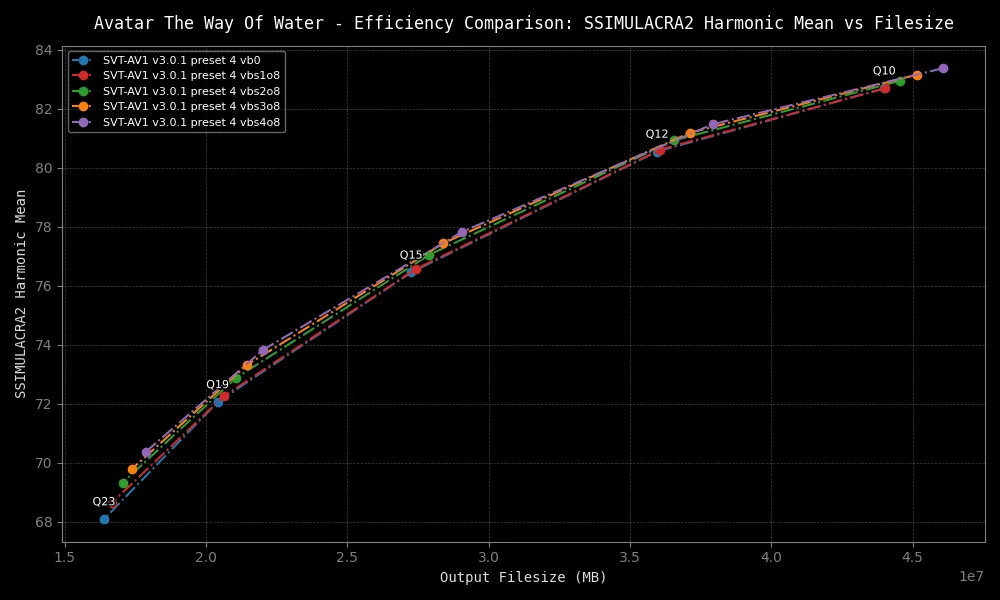 Avatar The Way Of Water - Efficiency Comparison: SSIMULACRA2 Harmonic Mean vs Filesize
SVT-AV1 v3.0.1 preset 4 vb0
SVT-AV1 v3.0.1 preset 4 vbs1o8
SVT-AV1 v3.0.1 preset 4 vbs2o8
SVT-AV1 v3.0.1 preset 4 vbs3o8
SVT-AV1 v3.0.1 preset 4 vbs4o8
84
82
80
78
76
74
72
70
68
SSIMULACRA2 Harmonic Mean
Q10
Q12
Q15
Q19
Q23
1.5
2.0
2.5
3.0
3.5
4.0
4.5
1e7
Output Filesize (MB)